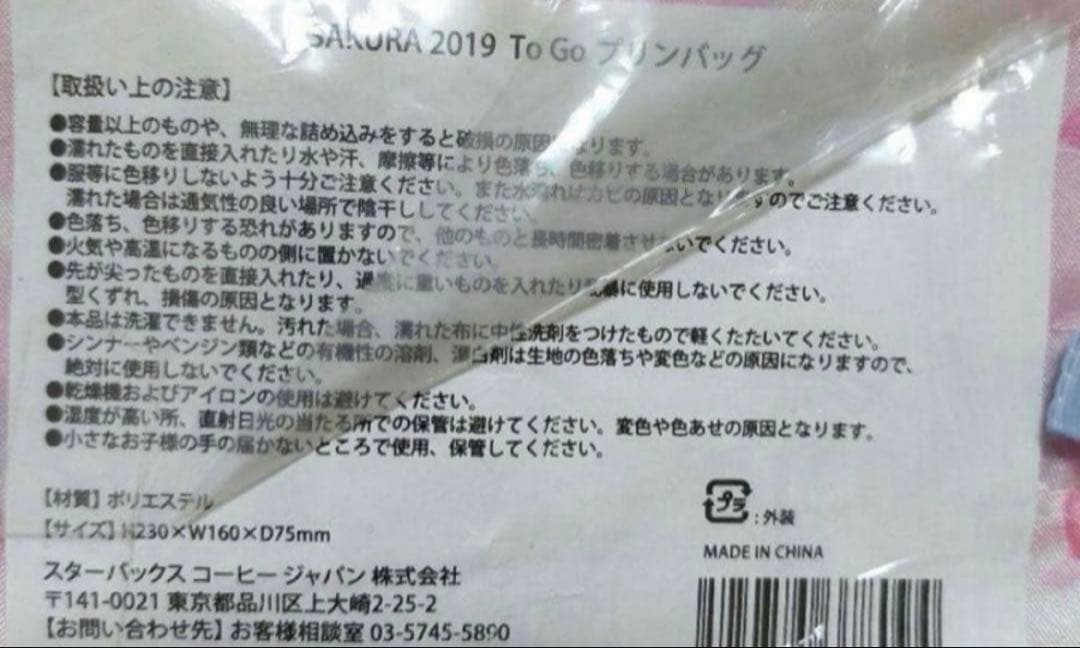 SAKURA 2019 To Go プリンバッグ
【取扱い上の注意】
●容量以上のものや、無理な詰め込みをすると破損の原因となります。
●濡れたものを直接入れたり水や汗、摩擦等により色落ち、色移りする場合があります。
●服等に色移りしないよう十分ご注意ください。また水濡れはカビの原因となりますのでご注意ください。
濡れた場合は通気性の良い場所で陰干ししてください。
●色落ち、色移りする恐れがありますので、他のものと長時間密着させないでください。
●火気や高温になるものの側に置かないでください。
●先が尖ったものを直接入れたり、過度に重いものを入れたり乱暴に使用しないでください。
型くずれ、損傷の原因となります。
●本品は洗濯できません。汚れた場合、濡れた布に中性洗剤をつけたもので軽くたたいてください。
●シンナーやベンジン類などの有機性の溶剤、漂白剤は生地の色落ちや変色などの原因になりますので、
絶対に使用しないでください。
●乾燥機およびアイロンの使用は避けてください。
●湿度が高い所、直射日光の当たる所での保管は避けてください。変色や色あせの原因となります。
●小さなお子様の手の届かないところで使用、保管してください。
【材質】ポリエステル
【サイズ】H230×W160×D75mm
プラ:外装
MADE IN CHINA
スターバックス コーヒー ジャパン 株式会社
〒141-0021 東京都品川区上大崎2-25-2
【お問い合わせ先】お客様相談室 03-5745-5890